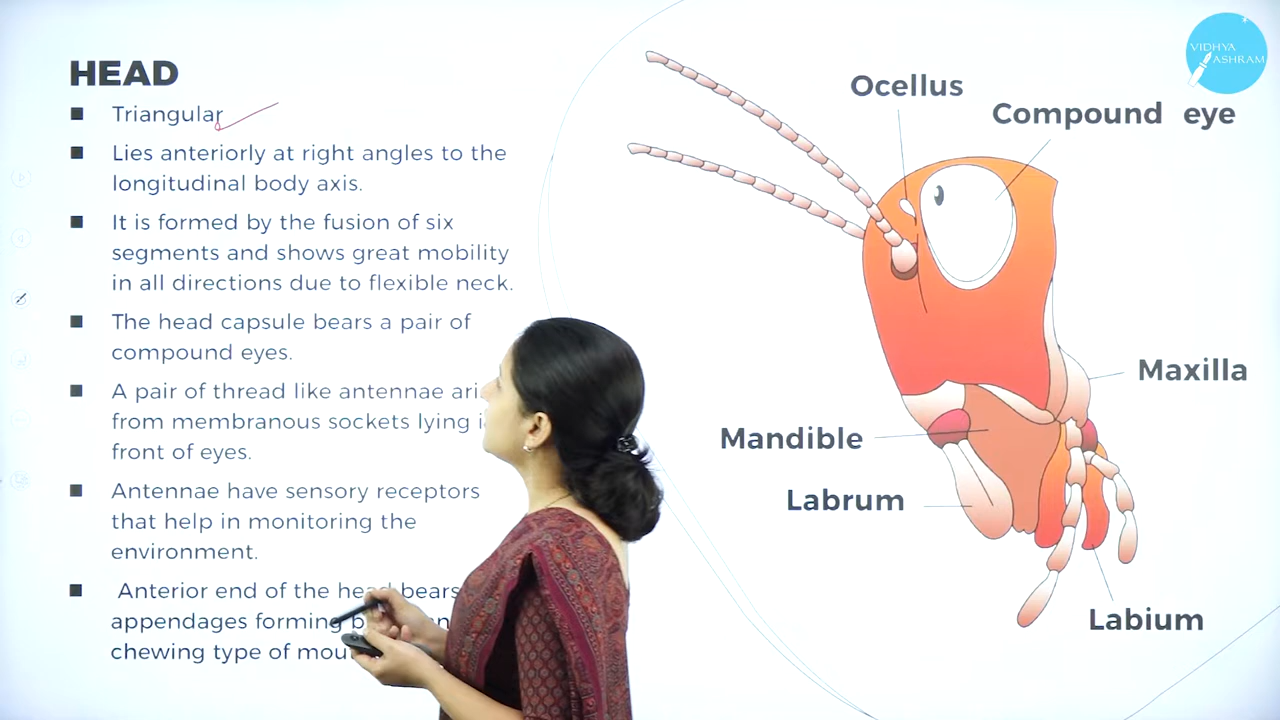 HEAD
Triangular
Lies anteriorly at right angles to the
longitudinal body axis.
It is formed by the fusion of six
segments and shows great mobility
in all directions due to flexible neck.
The head capsule bears a pair of
compound eyes.
A pair of thread like antennae
from membranous sockets lying
front of eyes.
Antennae have sensory receptors
that help in monitoring the
environment.
Anterior end of the head bears
appendages forming
chewing type of
Ocellus
Compound eye
Maxilla
Mandible
Labrum
Labium
VIDHYA
ASHRAM